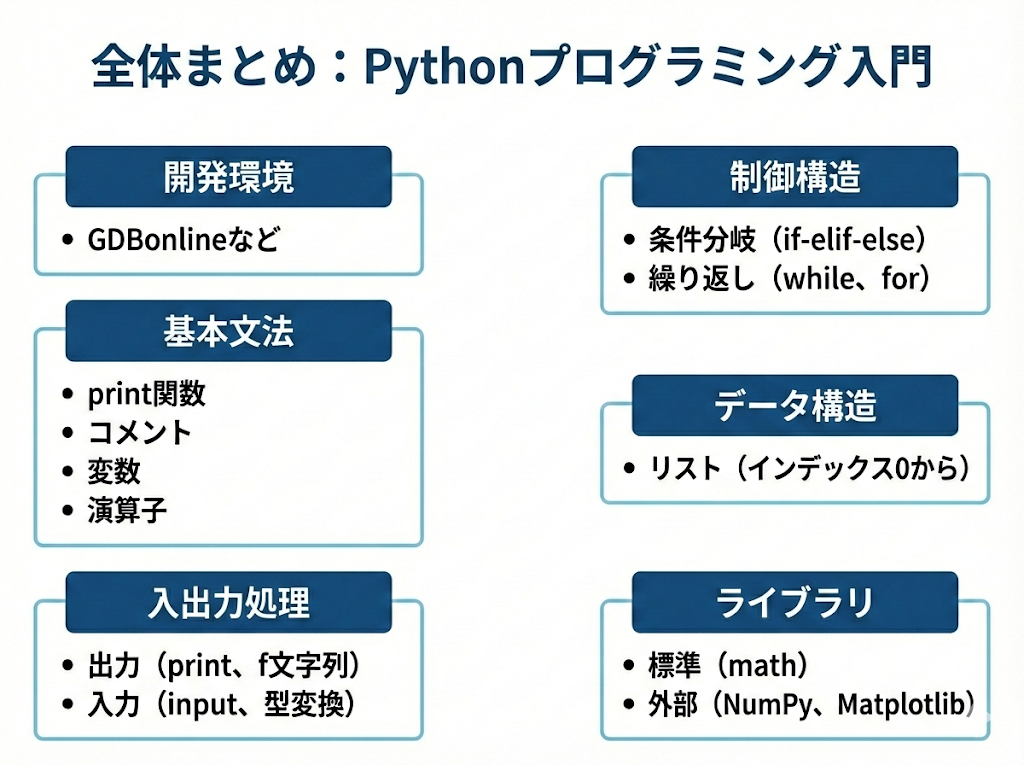 全体まとめ：Pythonプログラミング入門
開発環境
• GDBonlineなど
基本文法
• print関数
• コメント
• 変数
• 演算子
入出力処理
• 出力（print、f文字列）
• 入力（input、型変換）
制御構造
• 条件分岐（if-elif-else）
• 繰り返し（while、for）
データ構造
• リスト（インデックス0から）
ライブラリ
• 標準（math）
• 外部（NumPy、Matplotlib）